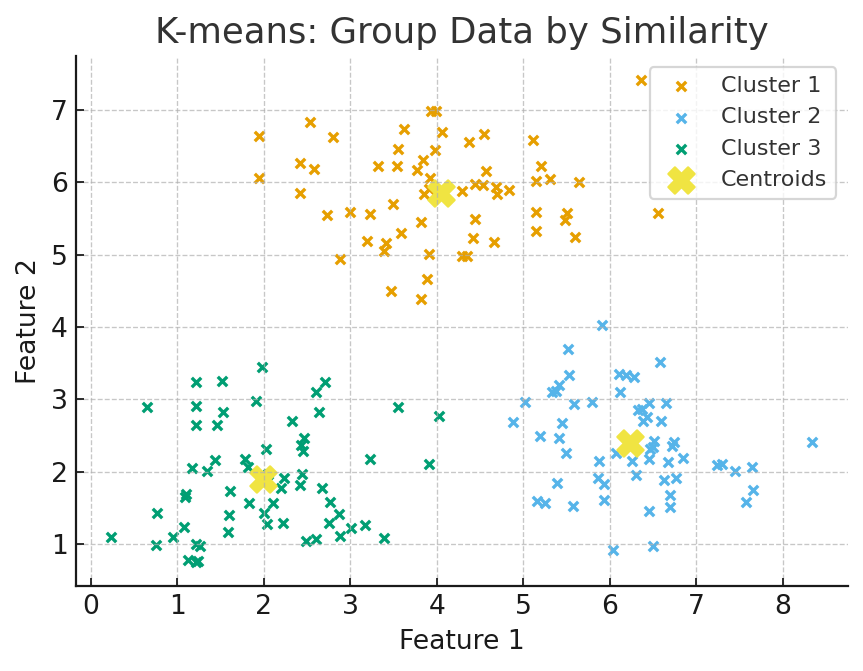 K-means: Group Data by Similarity
Cluster 1
Cluster 2
Cluster 3
Centroids
Feature 2
7
6
5
4
3
2
1
0 1 2 3 4 5 6 7 8
Feature 1